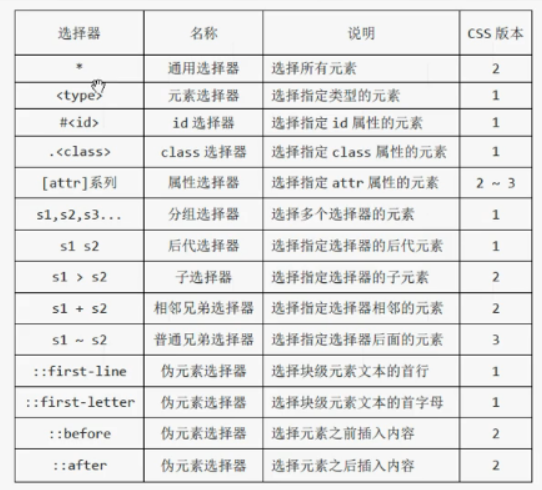 选择器 名称 说明 CSS 版本
* 通用选择器 选择所有元素 2
<type> 元素选择器 选择指定类型的元素 1
#<id> id 选择器 选择指定 id 属性的元素 1
.<class> class 选择器 选择指定 class 属性的元素 1
[attr]系列 属性选择器 选择指定 attr 属性的元素 2 ~ 3
s1,s2,s3... 分组选择器 选择多个选择器的元素 1
s1 s2 后代选择器 选择指定选择器的后代元素 1
s1 > s2 子选择器 选择指定选择器的子元素 2
s1 + s2 相邻兄弟选择器 选择指定选择器相邻的元素 2
s1 ~ s2 普通兄弟选择器 选择指定选择器后面的元素 3
::first-line 伪元素选择器 选择块级元素文本的首行 1
::first-letter 伪元素选择器 选择块级元素文本的首字母 1
::before 伪元素选择器 选择元素之前插入内容 2
::after 伪元素选择器 选择元素之后插入内容 2